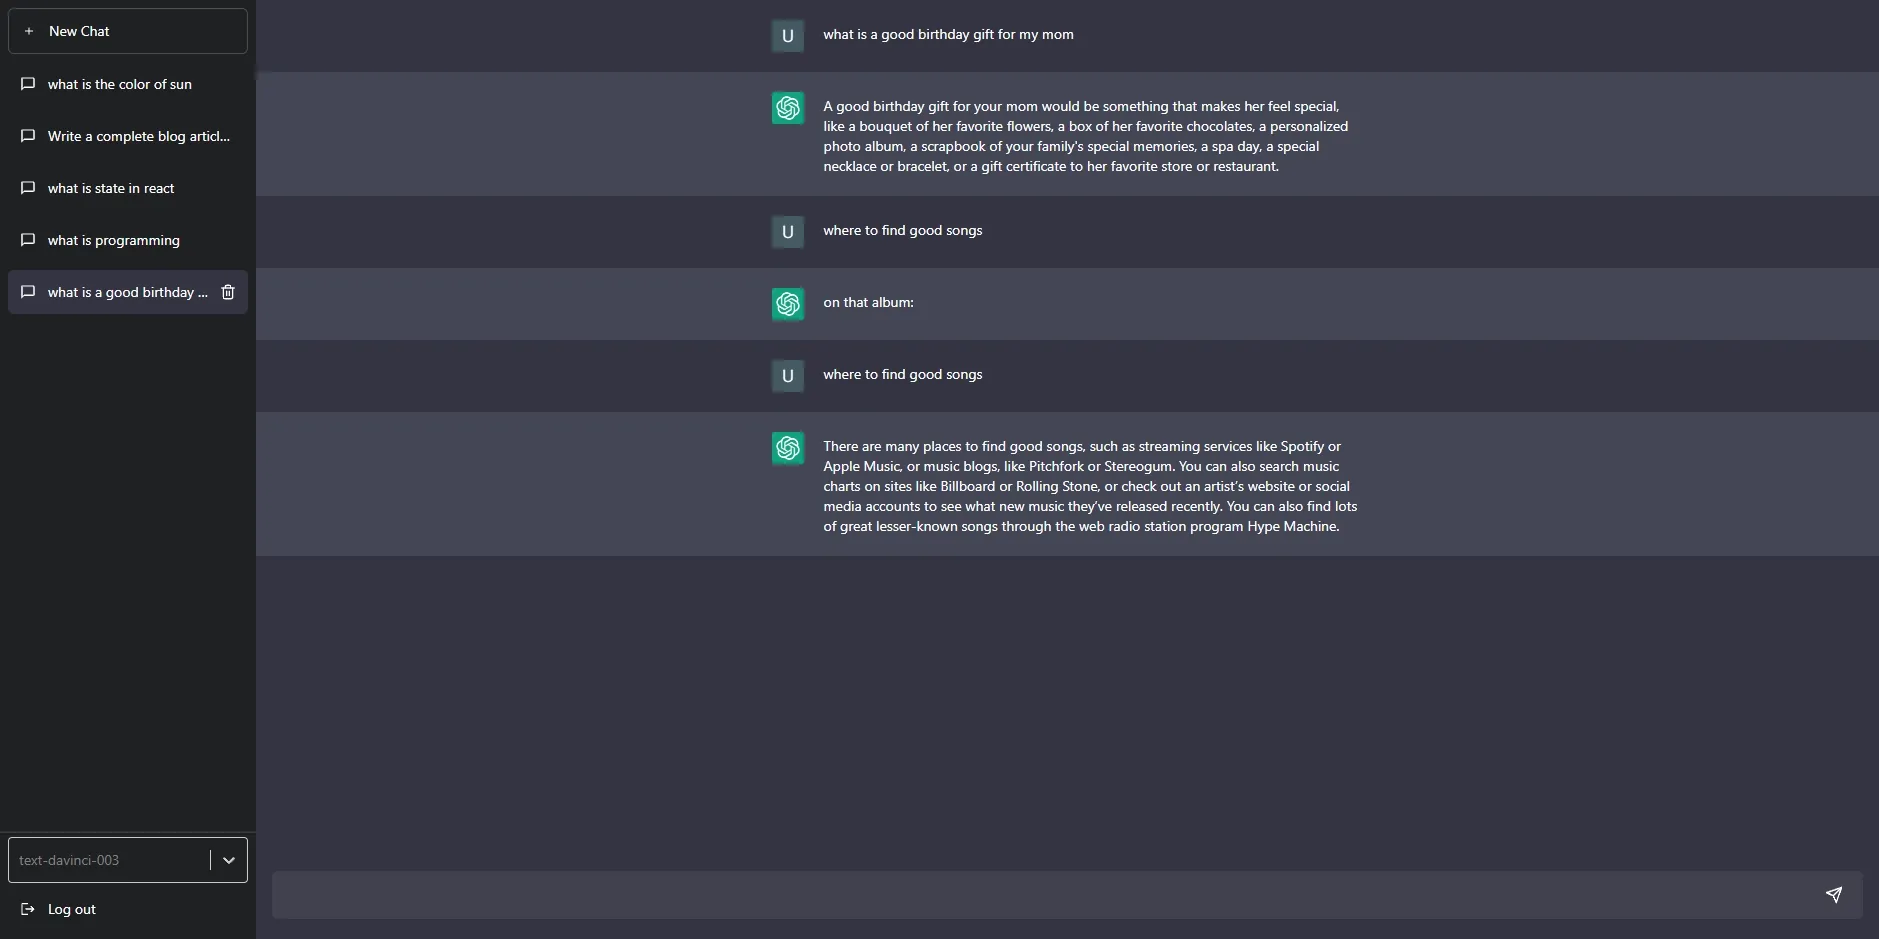 + New Chat
what is the color of sun
Write a complete blog articl...
what is state in react
what is programming
what is a good birthday ...
text-davinci-003
Log out
U
what is a good birthday gift for my mom
A good birthday gift for your mom would be something that makes her feel special,
like a bouquet of her favorite flowers, a box of her favorite chocolates, a personalized
photo album, a scrapbook of your family's special memories, a spa day, a special
necklace or bracelet, or a gift certificate to her favorite store or restaurant.
U
where to find good songs
on that album:
U
where to find good songs
There are many places to find good songs, such as streaming services like Spotify or
Apple Music, or music blogs, like Pitchfork or Stereogum. You can also search music
charts on sites like Billboard or Rolling Stone, or check out an artist’s website or social
media accounts to see what new music they’ve released recently. You can also find lots
of great lesser-known songs through the web radio station program Hype Machine.